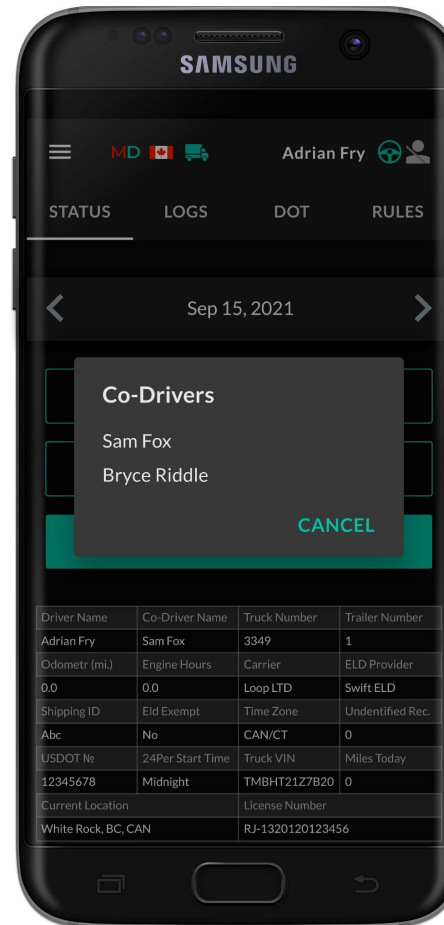 SAMSUNG
MD Adrian Fry
STATUS LOGS DOT RULES
Sep 15, 2021
Co-Drivers
Sam Fox
Bryce Riddle
CANCEL
Driver Name Co-Driver Name Truck Number Trailer Number
Adrian Fry Sam Fox 3349 1
Odometr (mi.) Engine Hours Carrier ELD Provider
0.0 0.0 Loop LTD Swift ELD
Shipping ID Eld Exempt Time Zone Undentified Rec.
Abc No CAN/CT 0
USDOT № 24Per Start Time Truck VIN Miles Today
12345678 Midnight TMBHT21Z7B20 0
Current Location License Number
White Rock, BC, CAN RJ-1320120123456